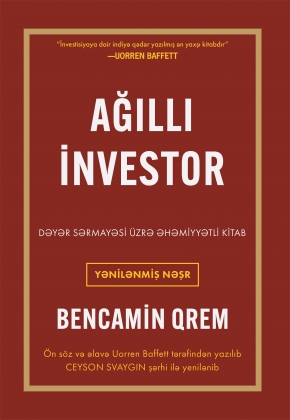 "İnvestisiyaya dair indiyə qədər yazılmış ən yaxşı kitabdır"
—UORREN BAFFETT
AĞILLI
İNVESTOR
DƏYƏR SƏRMAYƏSİ ÜZRƏ ƏHƏMİYYƏTLİ KİTAB
YƏNİLƏNMİŞ NƏŞR
BENCAMİN QREM
Ön söz və əlavə Uorren Baffett tərəfindən yazılıb
CEYSON SVAYGIN şərhi ilə yenilənib